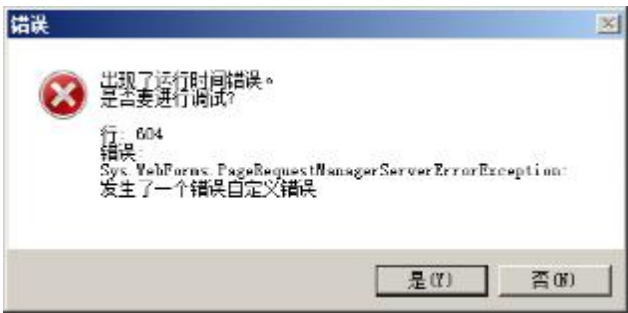 错误
出现了运行时间错误。
是否要进行调试?
行: 604
错误:
Sys.WebForms.PageRequestManagerServerErrorException:
发生了一个错误自定义错误
是(Y) 否(N)